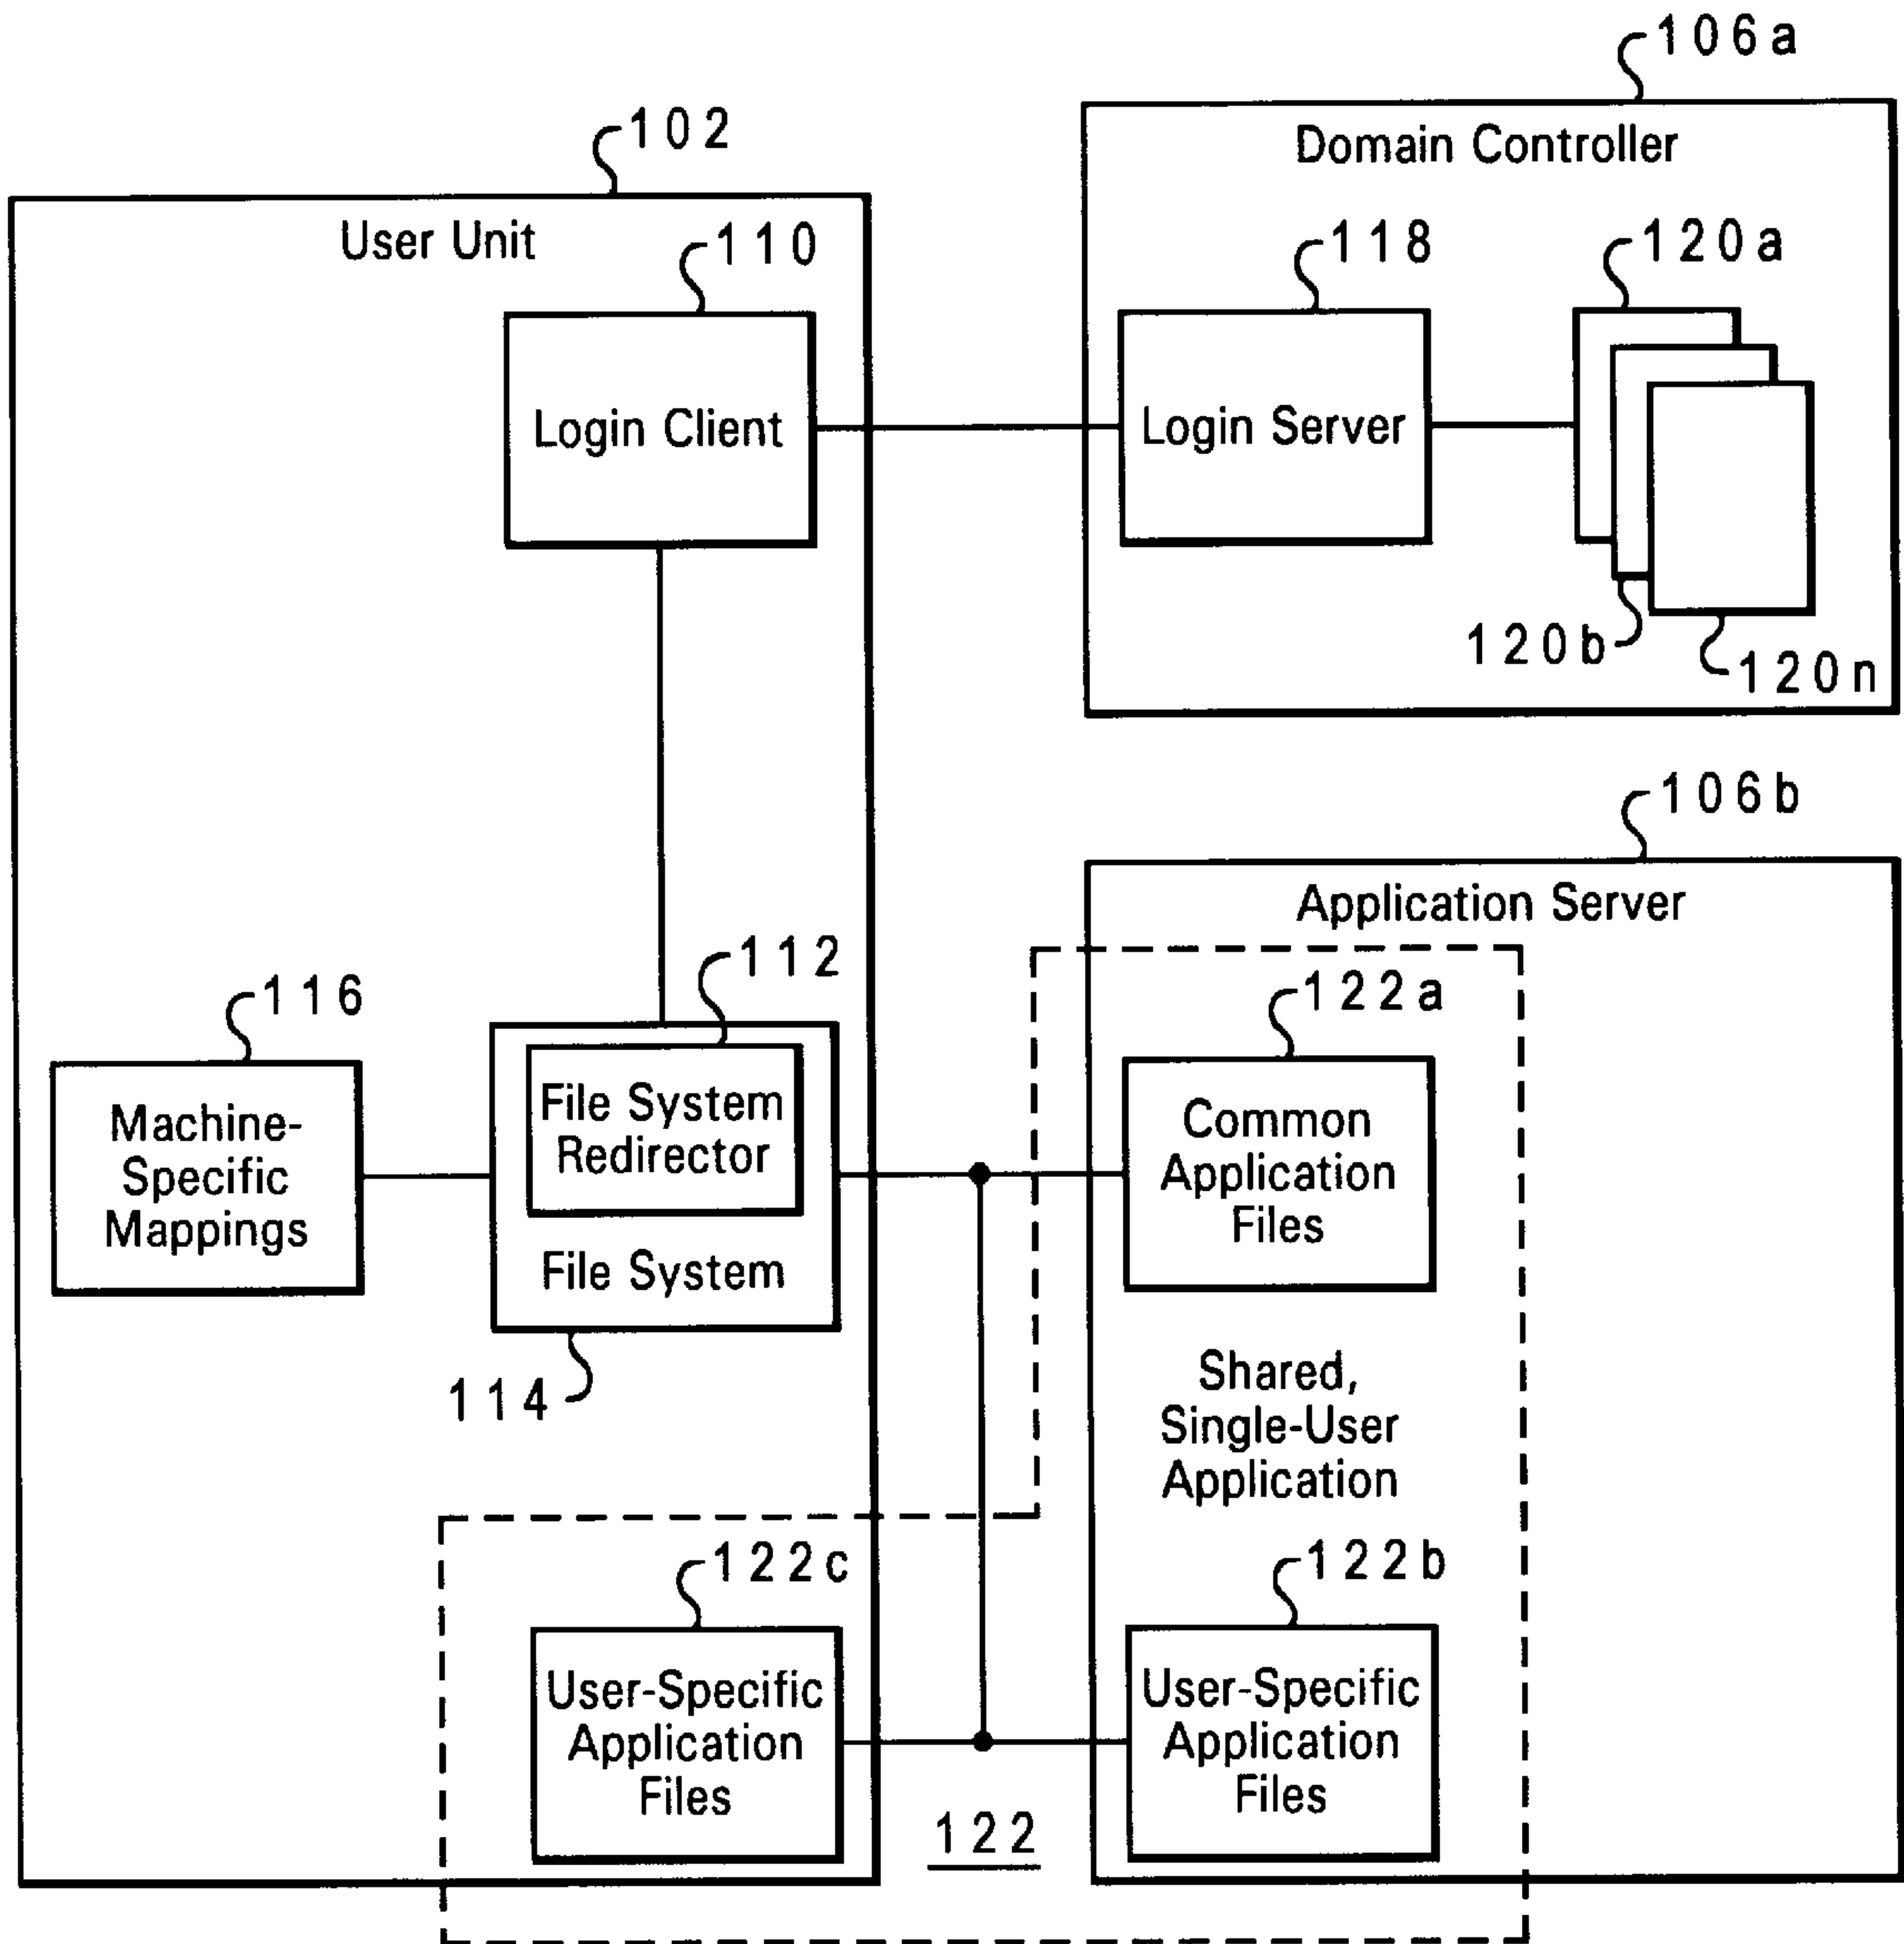 106a
Domain Controller
102
User Unit
110
118
120a
Login Client
Login Server
120b
120n
106b
Application Server
112
116
122a
File System
Redirector
Machine-
Specific
Mappings
Common
Application
Files
File System
114
Shared,
Single-User
Application
122c
122b
User-Specific
Application
Files
User-Specific
Application
Files
122